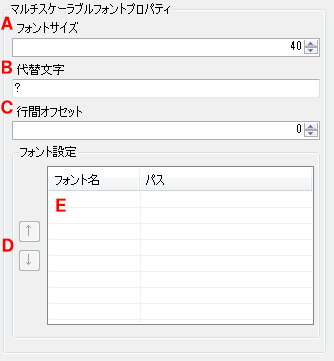 マルチスケーラブルフォントプロパティ
A フォントサイズ
40
B 代替文字
?
C 行間オフセット
0
フォント設定
フォント名 パス
E
↑
D
↓